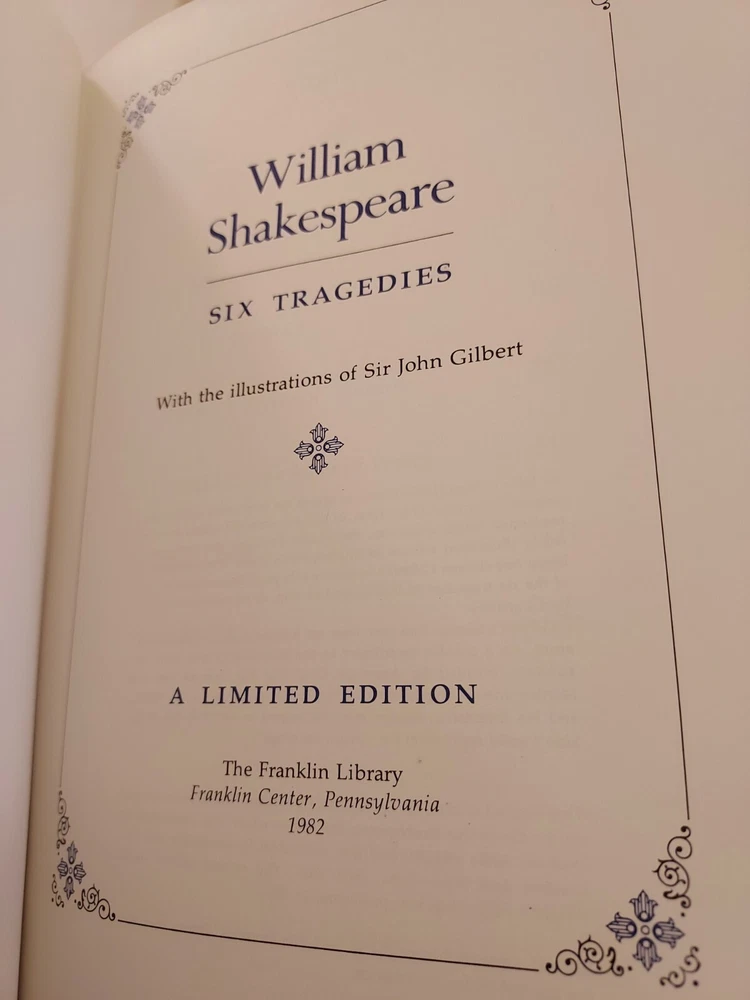 William
Shakespeare
SIX TRAGEDIES
With the illustrations of Sir John Gilbert
A LIMITED EDITION
The Franklin Library
Franklin Center, Pennsylvania
1982